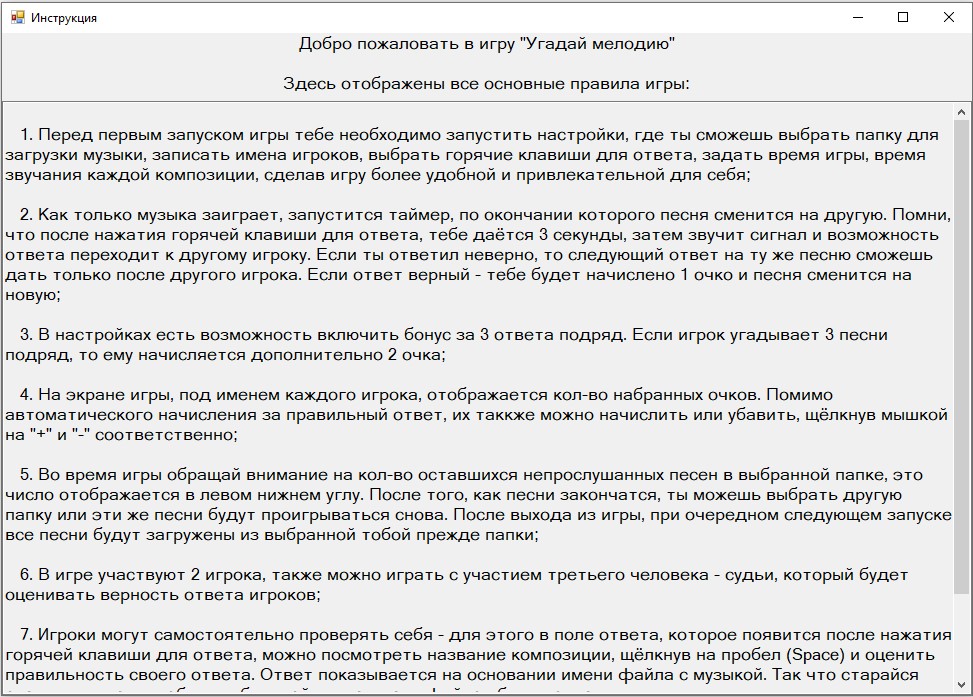 Инструкция
Добро пожаловать в игру "Угадай мелодию"
Здесь отображены все основные правила игры:
1. Перед первым запуском игры тебе необходимо запустить настройки, где ты сможешь выбрать папку для
загрузки музыки, записать имена игроков, выбрать горячие клавиши для ответа, задать время игры, время
звучания каждой композиции, сделав игру более удобной и привлекательной для себя;
2. Как только музыка заиграет, запустится таймер, по окончании которого песня сменится на другую. Помни,
что после нажатия горячей клавиши для ответа, тебе даётся 3 секунды, затем звучит сигнал и возможность
ответа переходит к другому игроку. Если ты ответил неверно, то следующий ответ на ту же песню сможешь
дать только после другого игрока. Если ответ верный - тебе будет начислено 1 очко и песня сменится на
новую;
3. В настройках есть возможность включить бонус за 3 ответа подряд. Если игрок угадывает 3 песни
подряд, то ему начисляется дополнительно 2 очка;
4. На экране игры, под именем каждого игрока, отображается кол-во набранных очков. Помимо
автоматического начисления за правильный ответ, их таккже можно начислить или убавить, щёлкнув мышкой
на "+" и "-" соответственно;
5. Во время игры обращай внимание на кол-во оставшихся непрослушанных песен в выбранной папке, это
число отображается в левом нижнем углу. После того, как песни закончатся, ты можешь выбрать другую
папку или эти же песни будут проигрываться снова. После выхода из игры, при очередном следующем запуске
все песни будут загружены из выбранной тобой прежде папки;
6. В игре участвуют 2 игрока, также можно играть с участием третьего человека - судьи, который будет
оценивать верность ответа игроков;
7. Игроки могут самостоятельно проверять себя - для этого в поле ответа, которое появится после нажатия
горячей клавиши для ответа, можно посмотреть название композиции, щёлкнув на пробел (Space) и оценить
правильность своего ответа. Ответ показывается на основании имени файла с музыкой. Так что старайся